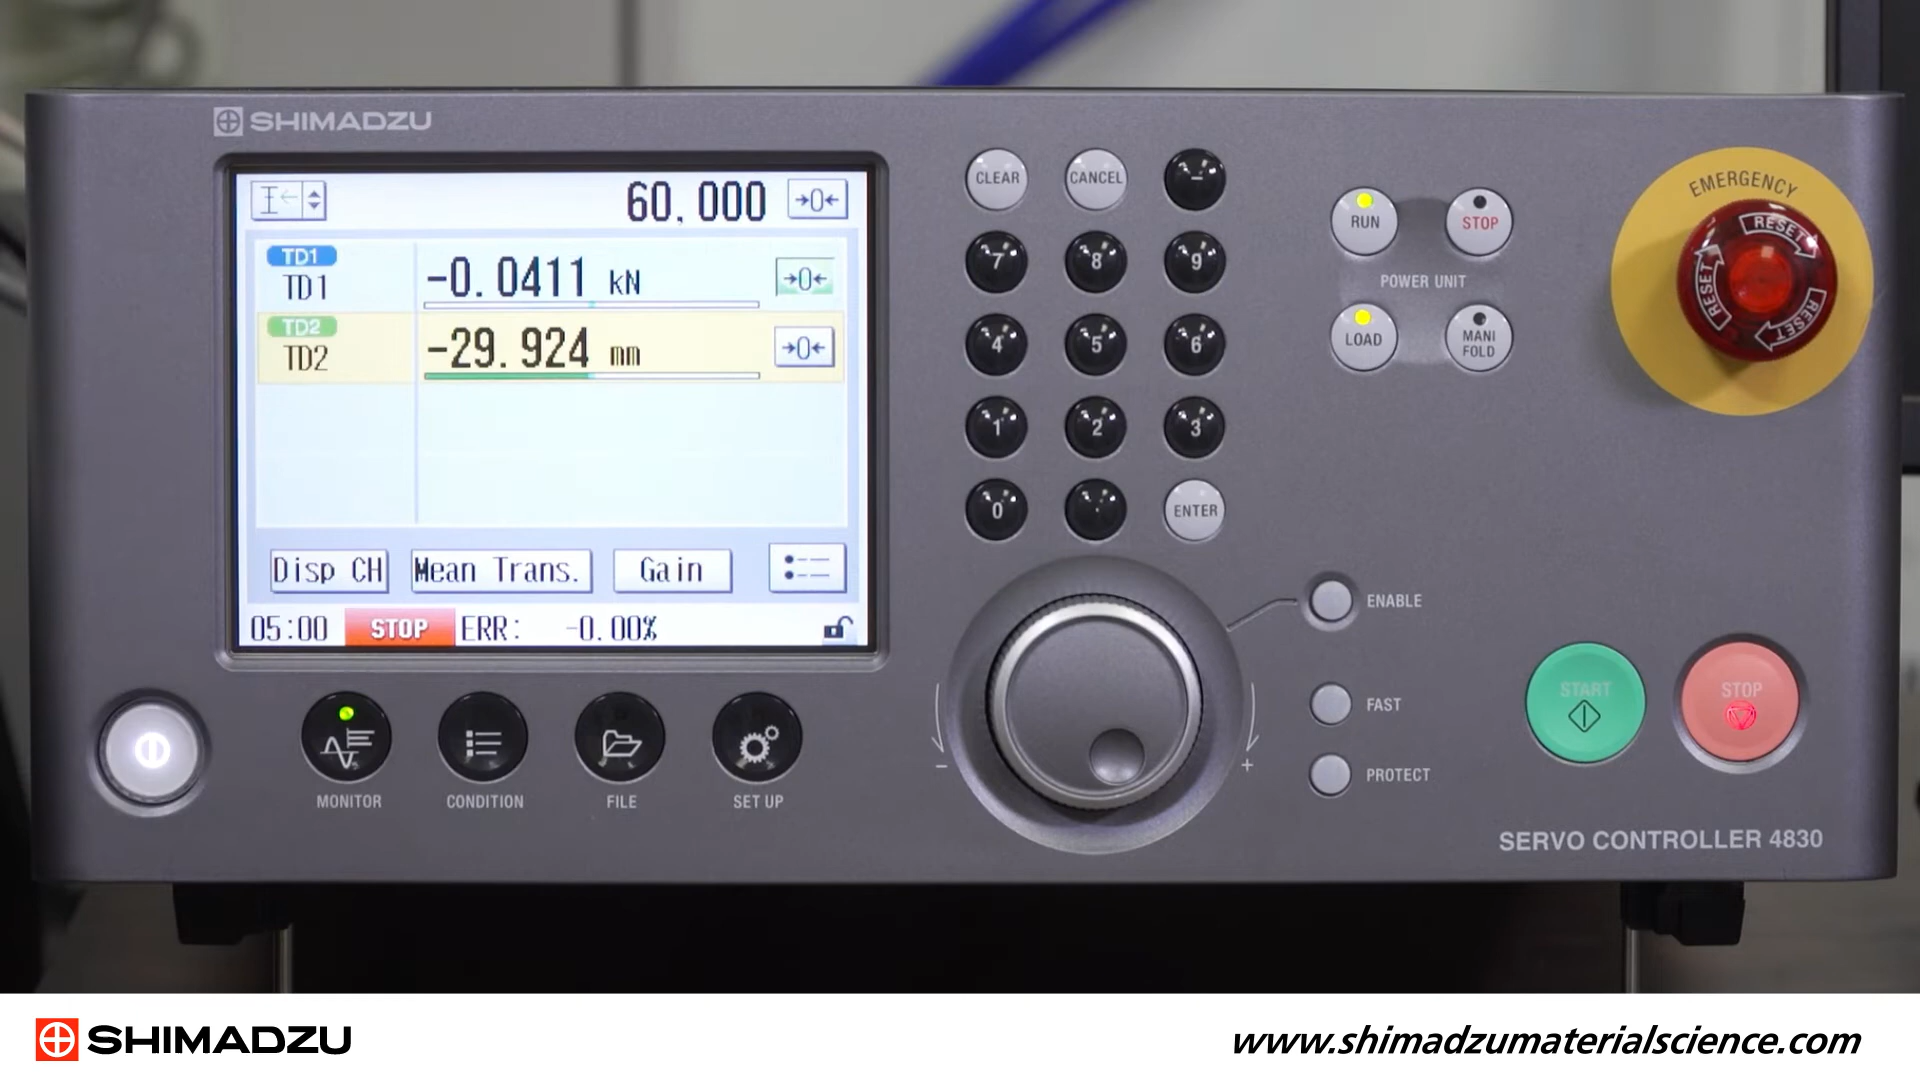 SHIMADZU
60,000 →0←
TD1
TD1 -0.0411 kN →0←
TD2
TD2 -29.924 mm →0←
Disp CH Mean Trans. Gain
05:00 STOP ERR: -0.00%
MONITOR CONDITION FILE SET UP
CLEAR CANCEL -
7 8 9
4 5 6
1 2 3
0 . ENTER
RUN STOP
POWER UNIT
LOAD MANI
FOLD
EMERGENCY
RESET
RESET
RESET
ENABLE
FAST
PROTECT
- +
START STOP
SERVO CONTROLLER 4830
SHIMADZU
www.shimadzumaterialscience.com